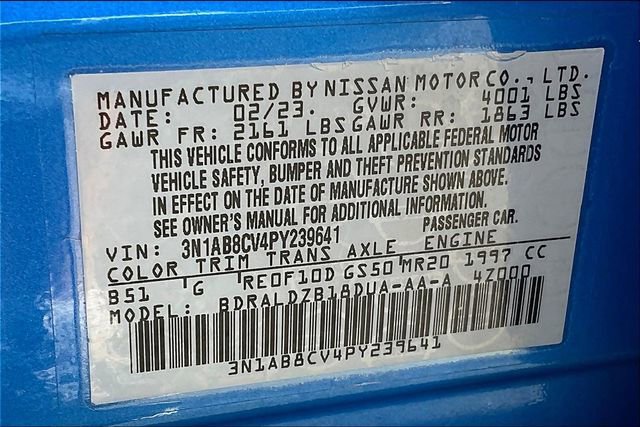 MANUFACTURED BY NISSAN MOTOR CO., LTD.
DATE: 02/23. GVWR: 4001 LBS
GAWR FR: 2161 LBS GAWR RR: 1863 LBS
THIS VEHICLE CONFORMS TO ALL APPLICABLE FEDERAL MOTOR
VEHICLE SAFETY, BUMPER AND THEFT PREVENTION STANDARDS
IN EFFECT ON THE DATE OF MANUFACTURE SHOWN ABOVE.
SEE OWNER'S MANUAL FOR ADDITIONAL INFORMATION.
VIN: 3N1AB8CV4PY239641 PASSENGER CAR.
COLOR TRIM TRANS AXLE ENGINE
B51 G RE0F10D GS50 MR20 1997 CC
MODEL: BDRALDZB18DUA-AA-A 47000
3N1AB8CV4PY239641